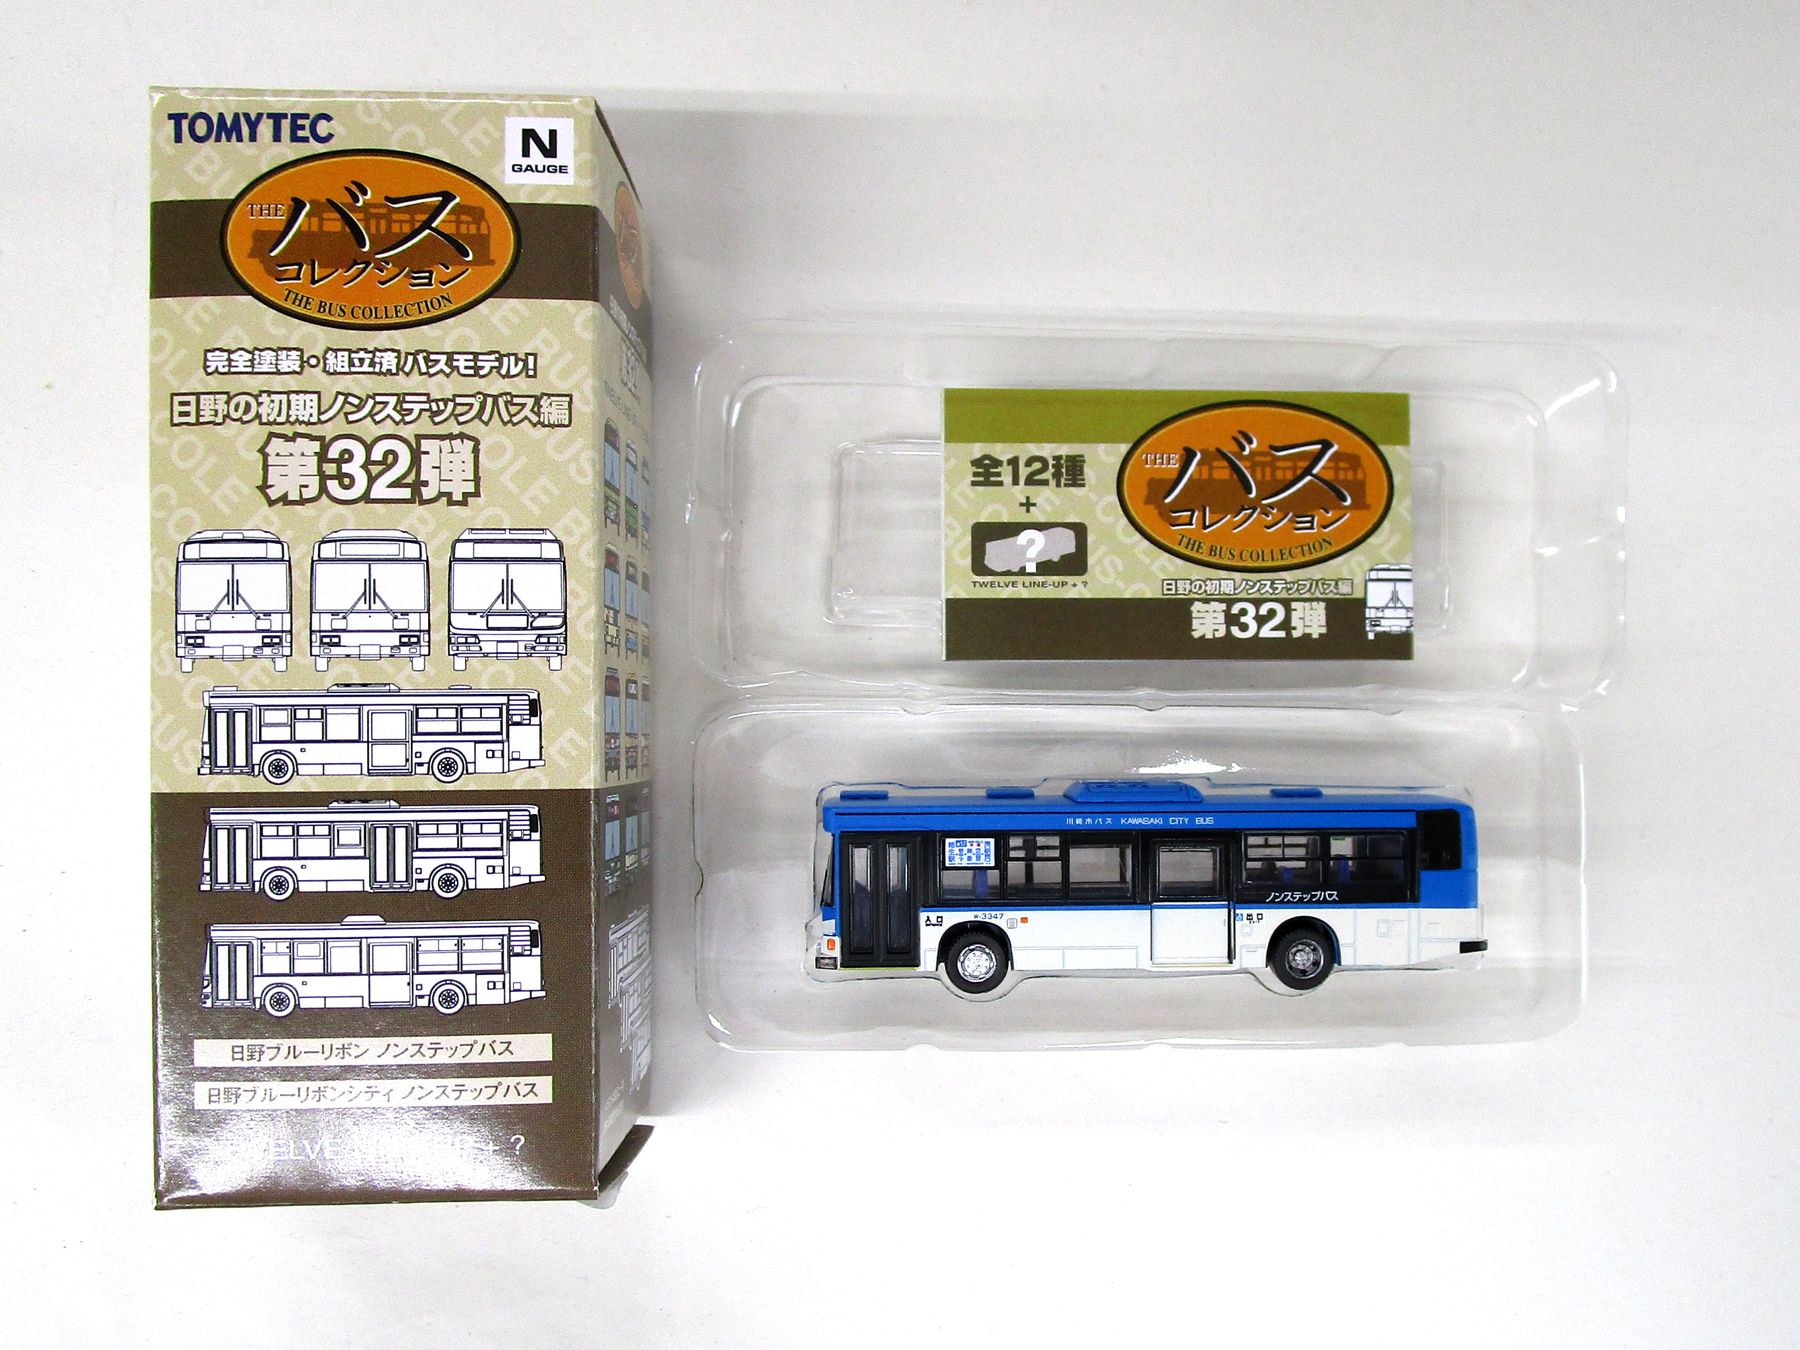 TOMYTEC
N
GAUGE
THE
バス
コレクション
THE BUS COLLECTION
完全塗装・組立済バスモデル!
日野の初期ノンステップバス編
第32弾
日野ブルーリボン ノンステップバス
日野ブルーリボンシティ ノンステップバス
全12種
+
?
TWELVE LINE-UP + ?
THE
バス
コレクション
THE BUS COLLECTION
日野の初期ノンステップバス編
第32弾
川崎市バス KAWASAKI CITY BUS
ノンステップバス
入口
W-3347
出口